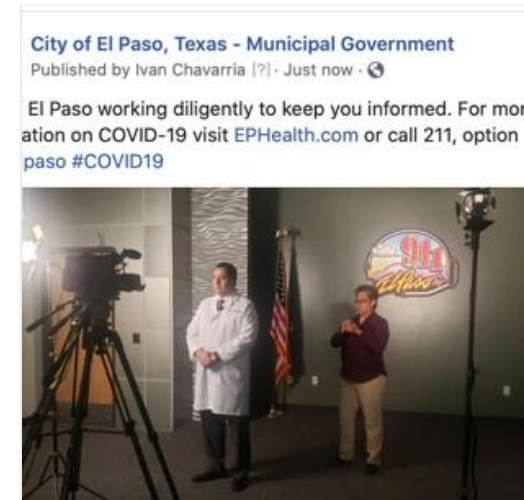 City of El Paso, Texas - Municipal Government
Published by Ivan Chavarria [?] · Just now ·
El Paso working diligently to keep you informed. For mor
ation on COVID-19 visit EPHealth.com or call 211, option
paso #COVID19
911
El Paso